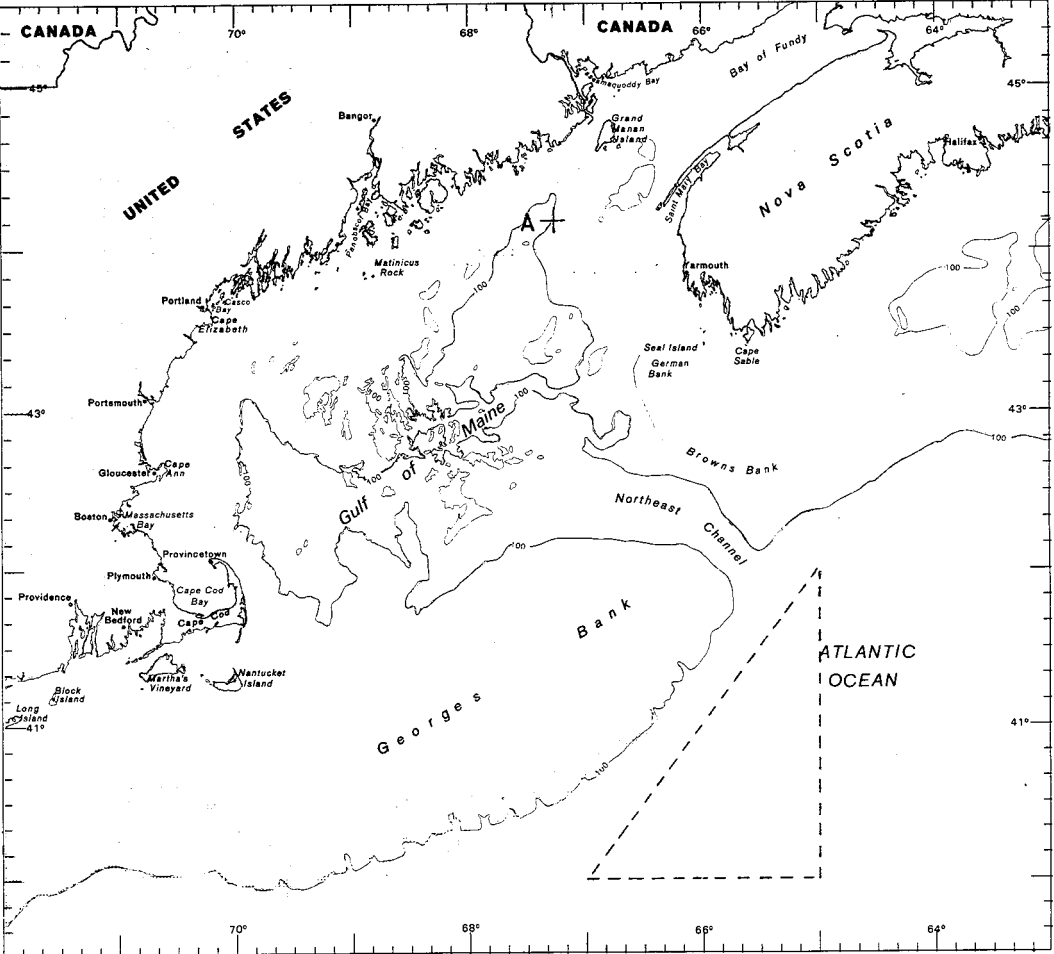 CANADA
70°
68°
CANADA
66°
64°
Bay of Fundy
Passamaquoddy Bay
45°
45°
STATES
Bangor
Grand
Manan
Island
Nova Scotia
Halifax
UNITED
Penobscot Bay
Saint Mary Bay
A
Matinicus
Rock
Yarmouth
100
100
100
Portland
Casco
Bay
Cape
Elizabeth
Seal Island
German
Bank
Cape
Sable
100
100
100
Portsmouth
43°
43°
Gulf of Maine
100
Browns Bank
Gloucester
Cape
Ann
100
100
Northeast
Channel
Boston
Massachusetts
Bay
Provincetown
100
Plymouth
Cape Cod
Bay
Providence
New
Bedford
Cape Cod
Georges Bank
ATLANTIC
OCEAN
Martha's
Vineyard
Nantucket
Island
Block
Island
Long
Island
41°
41°
100
70°
68°
66°
64°